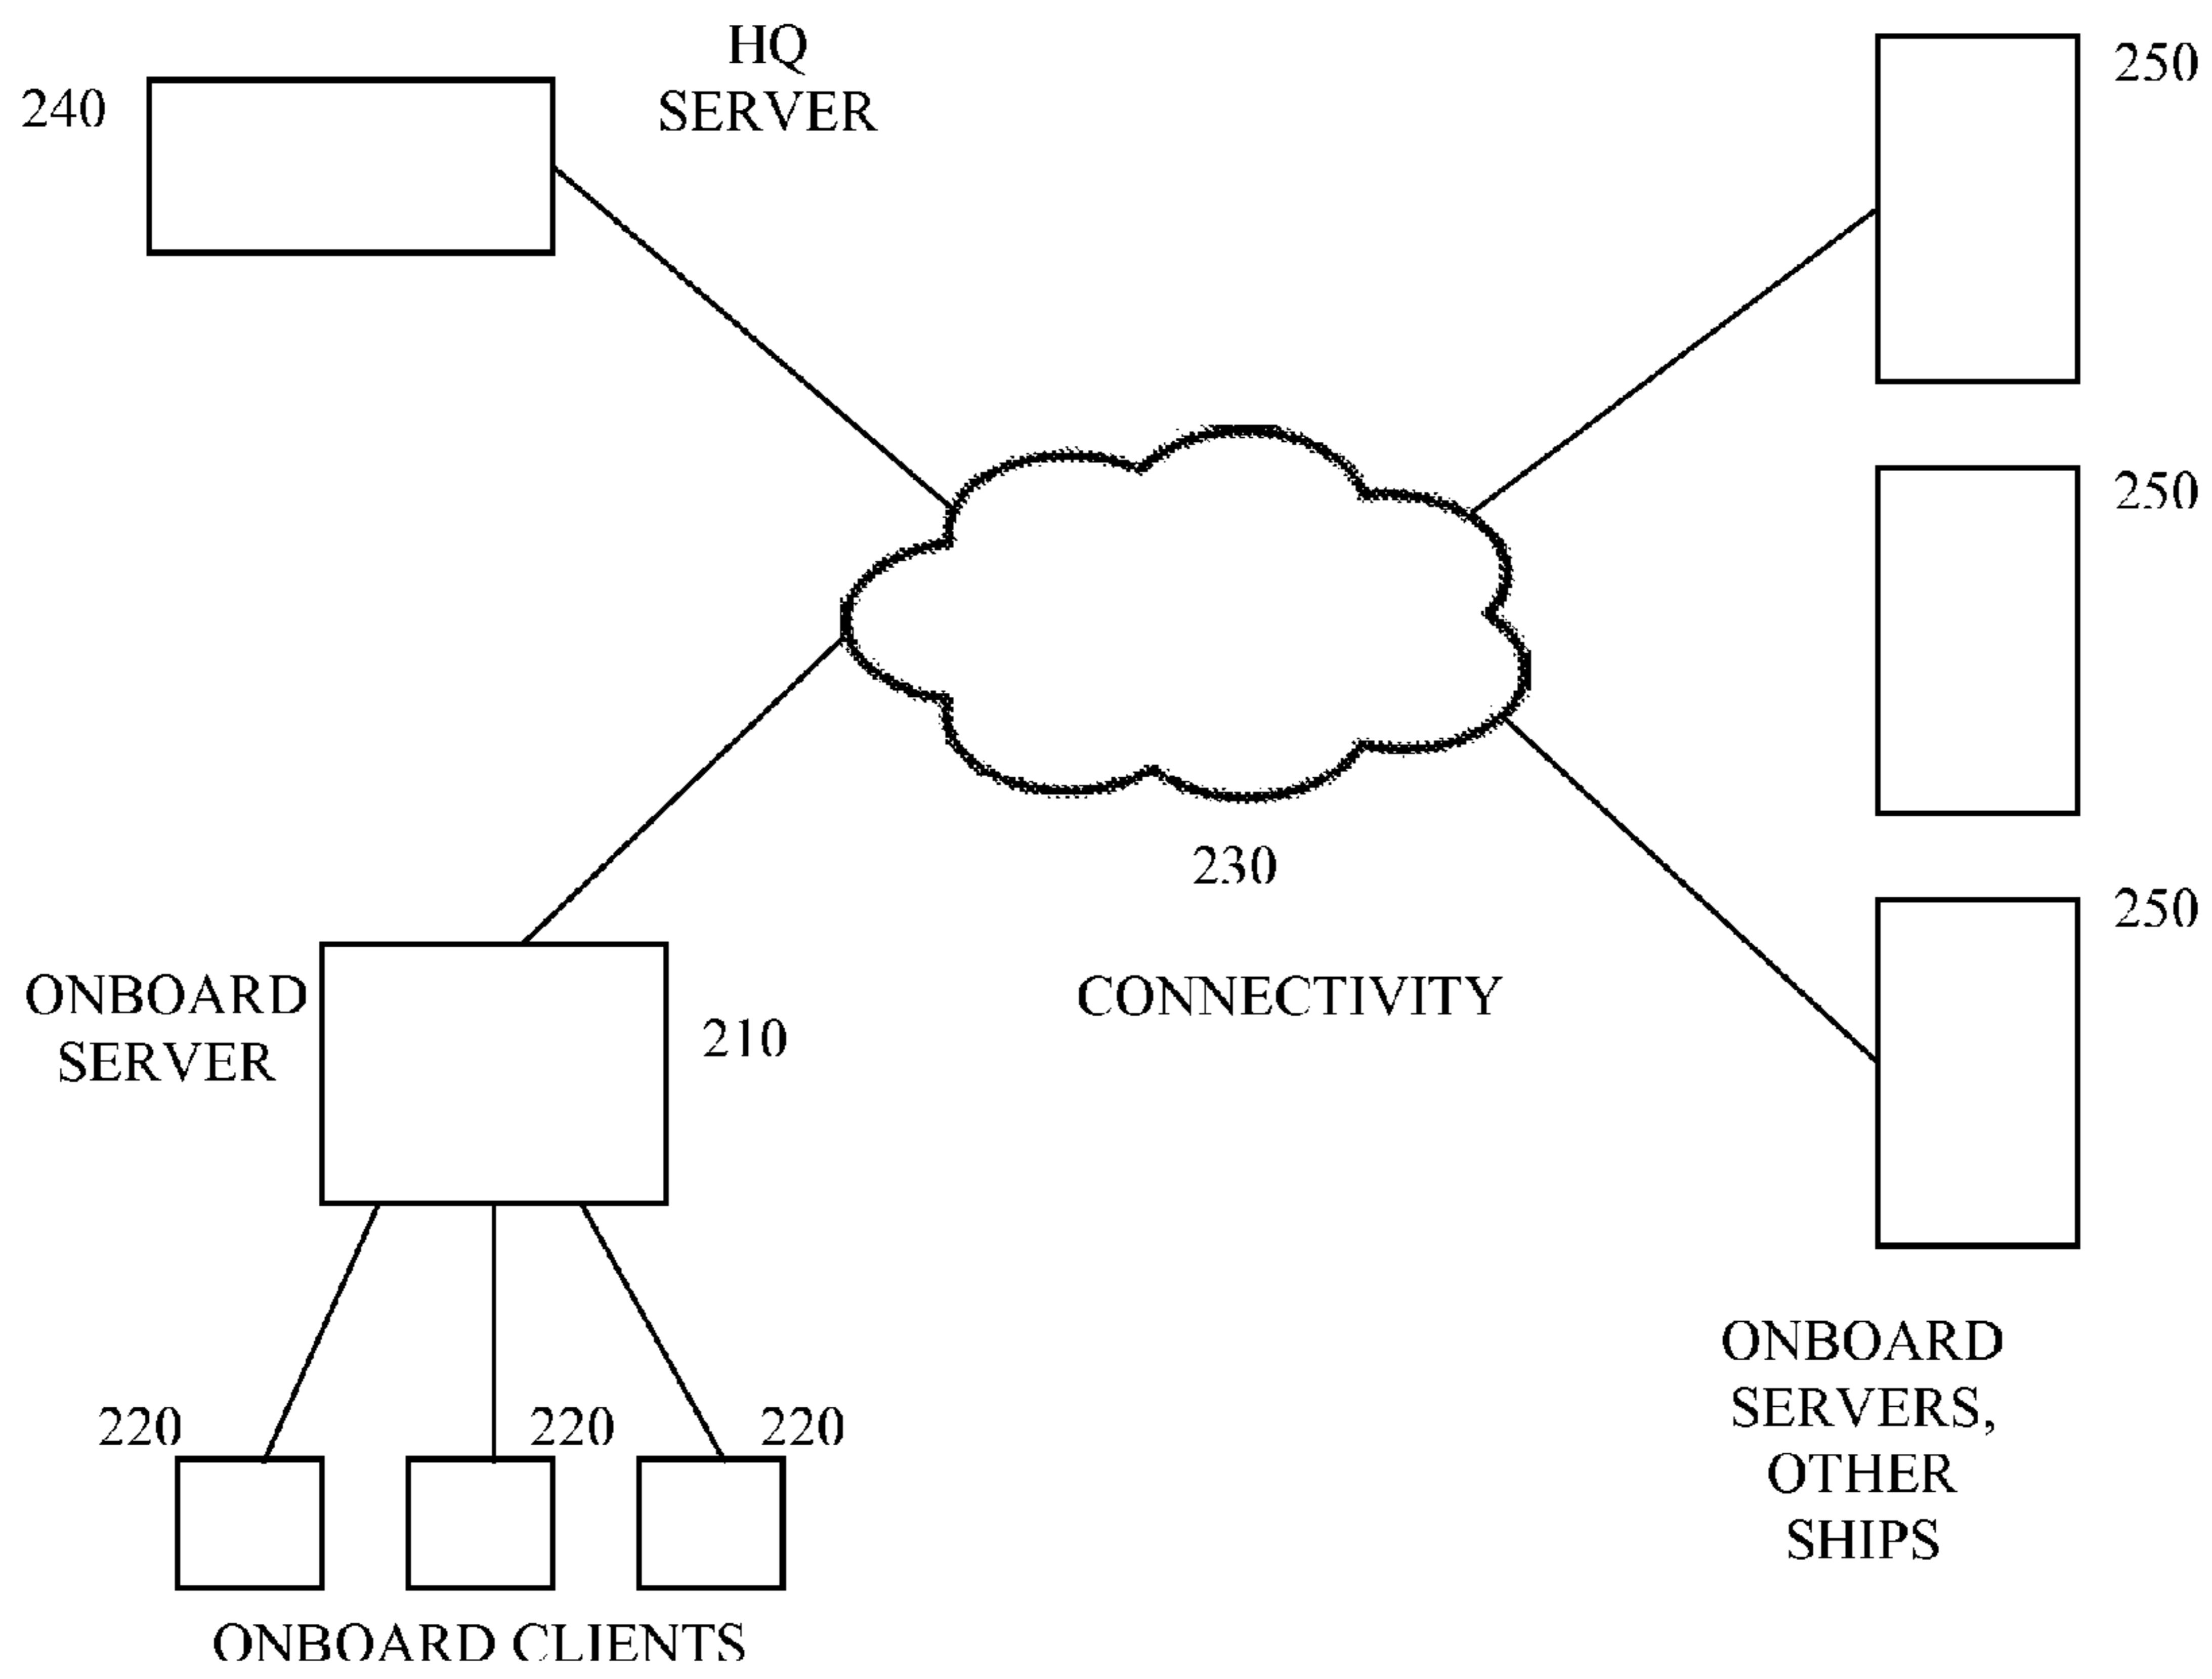 HQ
SERVER
240
250
250
230
250
CONNECTIVITY
ONBOARD
SERVER
210
220
220
220
ONBOARD CLIENTS
ONBOARD
SERVERS,
OTHER
SHIPS